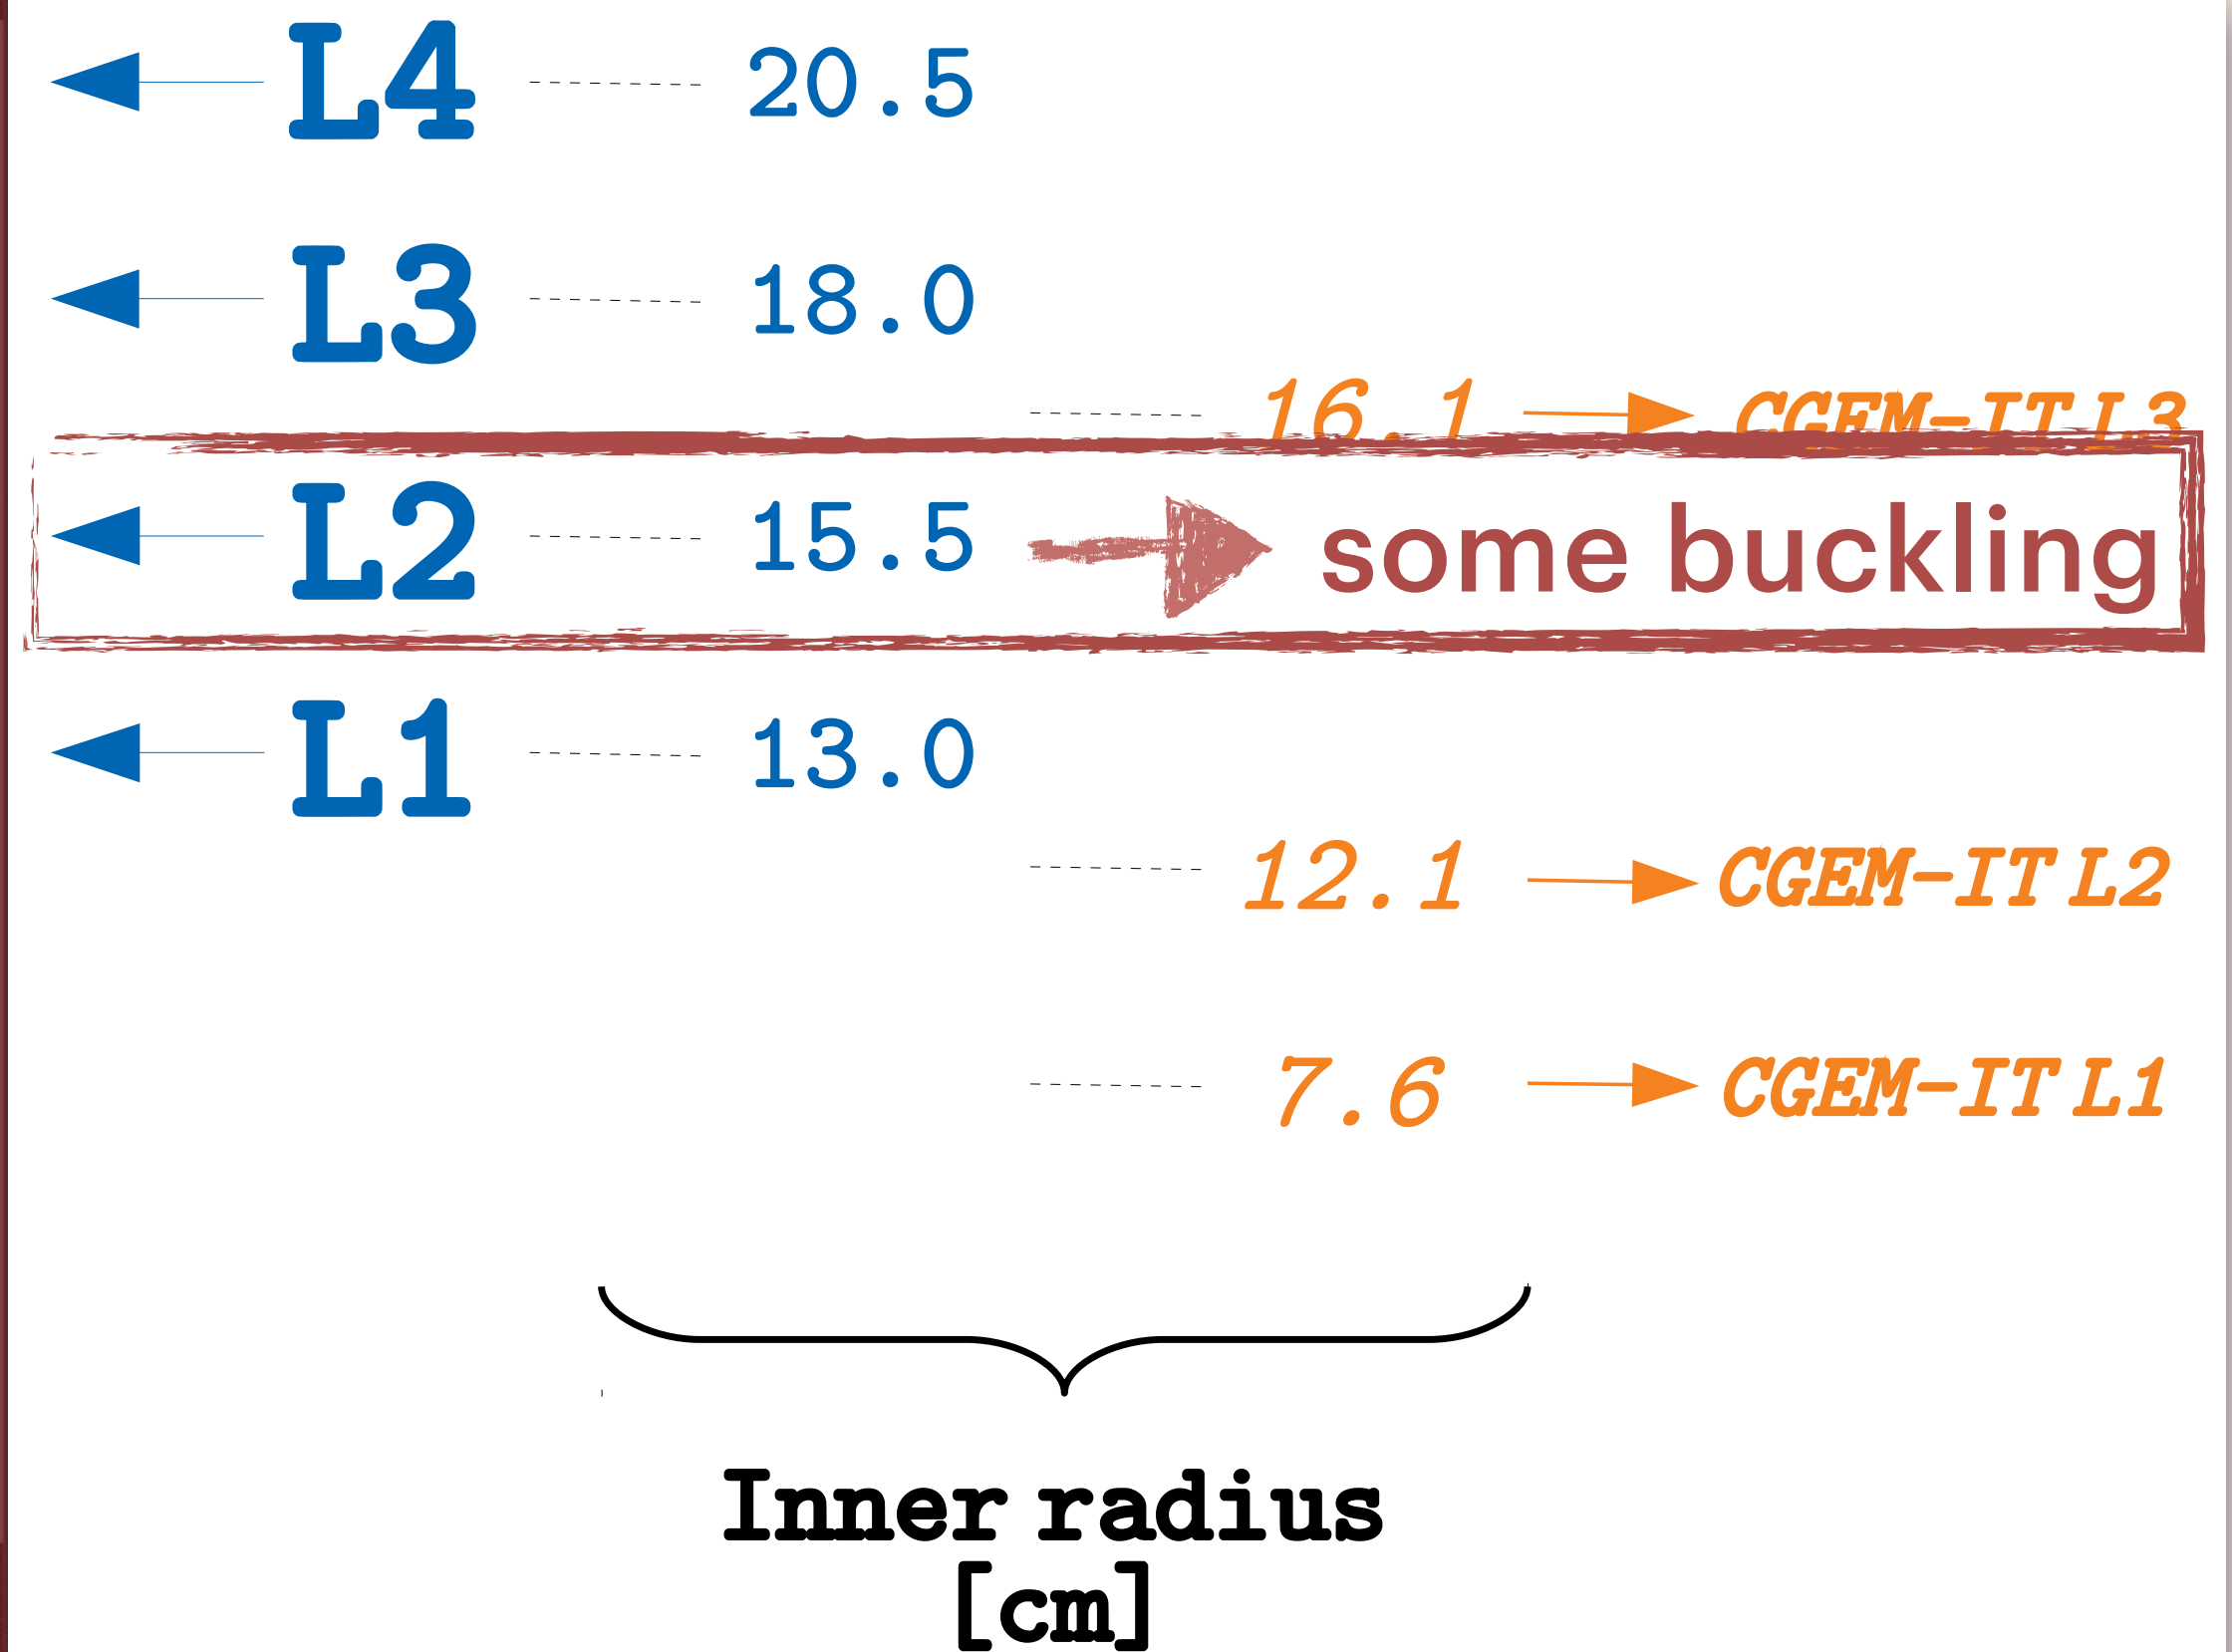 L4 20.5
L3 18.0
16.1 CGEM-IT L3
L2 15.5 some buckling
L1 13.0
12.1 CGEM-IT L2
7.6 CGEM-IT L1
Inner radius
[cm]